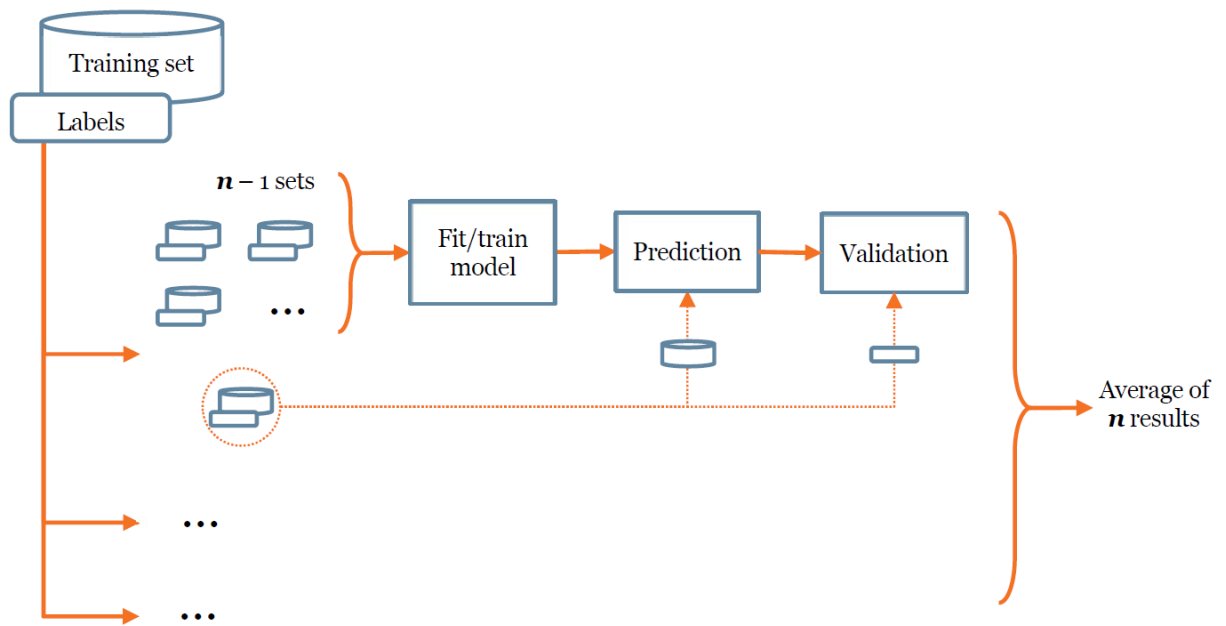 Training set
Labels
n – 1 sets
...
Fit/train
model
Prediction
Validation
Average of
n results
...
...